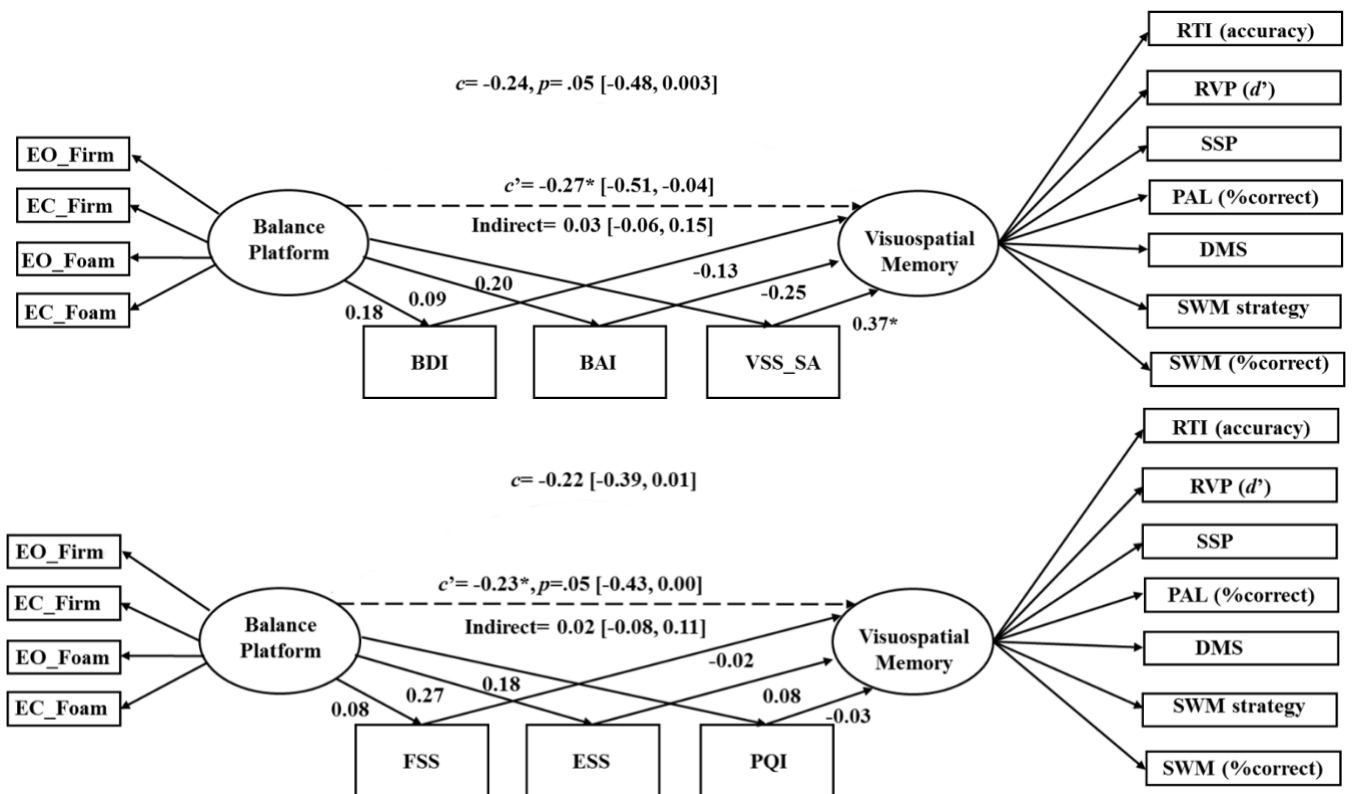 RTI (accuracy)
c= -0.24, p= .05 [-0.48, 0.003]
RVP (d’)
EO_Firm
SSP
c’= -0.27* [-0.51, -0.04]
PAL (%correct)
EC_Firm
Indirect= 0.03 [-0.06, 0.15]
Balance
Platform
Visuospatial
Memory
DMS
EO_Foam
-0.13
0.20
-0.25
EC_Foam
0.09
0.18
SWM strategy
0.37*
BDI
BAI
VSS_SA
SWM (%correct)
RTI (accuracy)
c= -0.22 [-0.39, 0.01]
RVP (d’)
EO_Firm
SSP
c’= -0.23*, p=.05 [-0.43, 0.00]
PAL (%correct)
EC_Firm
Indirect= 0.02 [-0.08, 0.11]
Balance
Platform
Visuospatial
Memory
DMS
EO_Foam
-0.02
0.18
0.27
0.08
EC_Foam
0.08
-0.03
SWM strategy
FSS
ESS
PQI
SWM (%correct)